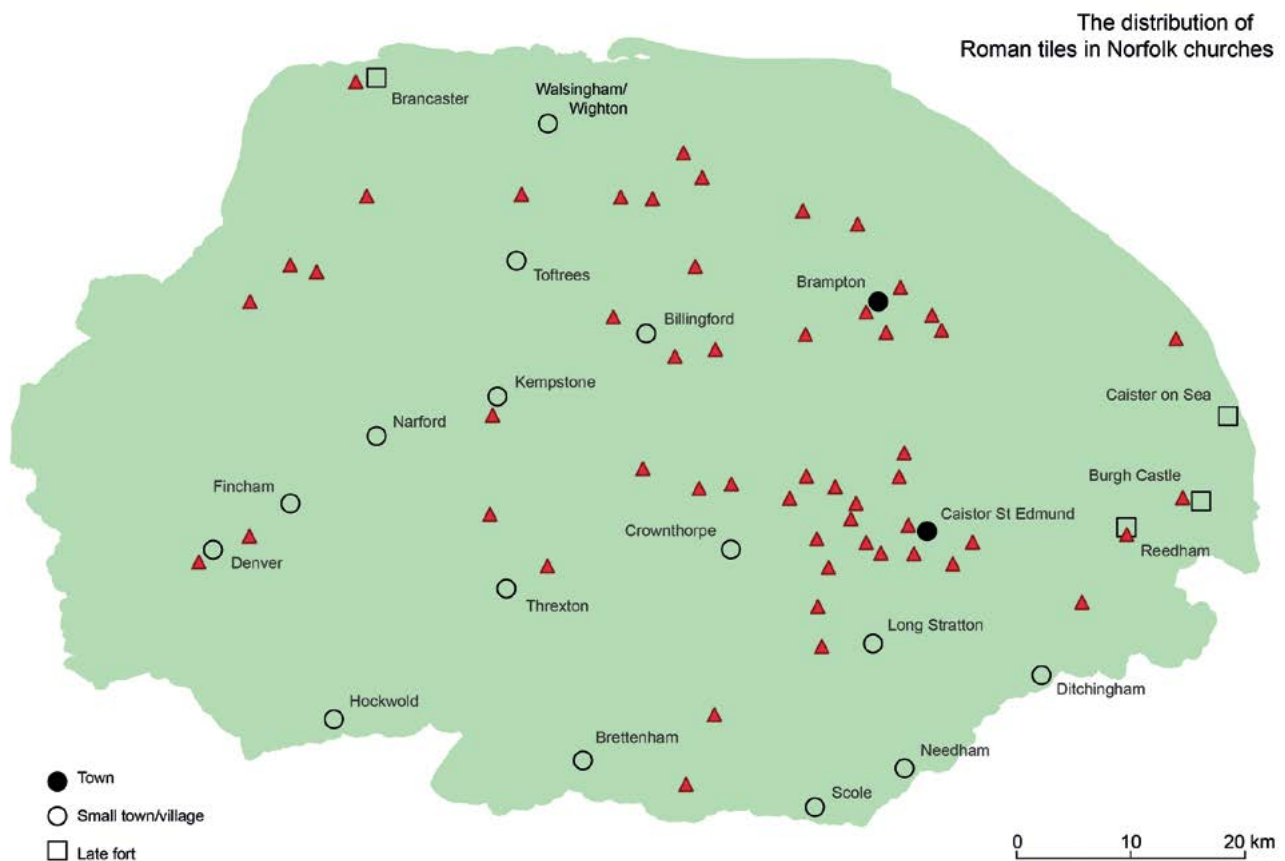 The distribution of
Roman tiles in Norfolk churches
Brancaster
Walsingham/
Wighton
Toftrees
Brampton
Billingford
Kempstone
Narford
Caister on Sea
Fincham
Burgh Castle
Crownthorpe
Caistor St Edmund
Reedham
Denver
Threxton
Long Stratton
Ditchingham
Hockwold
Brettenham
Needham
Scole
Town
Small town/village
Late fort
0 10 20 km